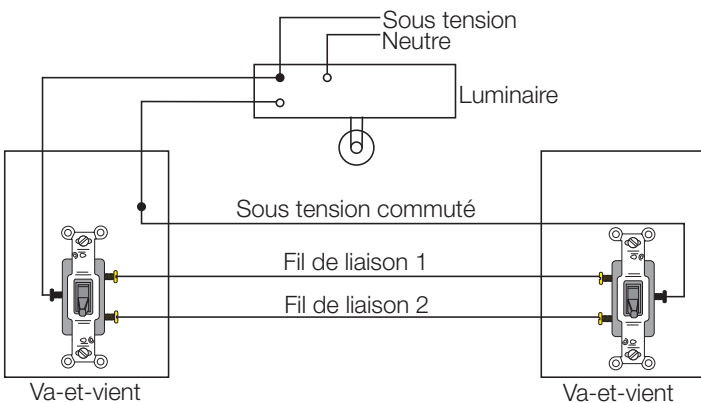 Sous tension
Neutre
Luminaire
Sous tension commuté
Fil de liaison 1
Fil de liaison 2
Va-et-vient
Va-et-vient